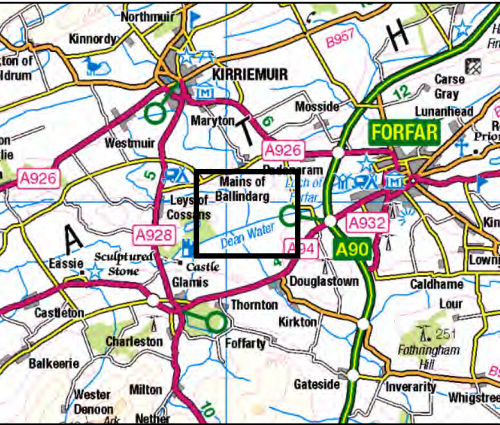 Northmuir
H
Kinnordy
B957
KIRRIEMUIR
Carse
Gray
12
Mosside
Lunanhead
M
Maryton
6
T
FORFAR
Westmuir
A926
A926
5
Mains of
Ballindarg
Loch of
Forfar
M
Leys of
Cossans
Dean Water
A932
A
A928
A94
A90
Eassie
Sculptured
Stone
Castle
4
Glamis
Douglastown
Caldhame
Castleton
Thornton
Lour
Kirkton
Charleston
Foffarty
251
Fothringham
Hill
Balkeerie
Gateside
Inverarity
Milton
Wester
Denoon
10
Nether